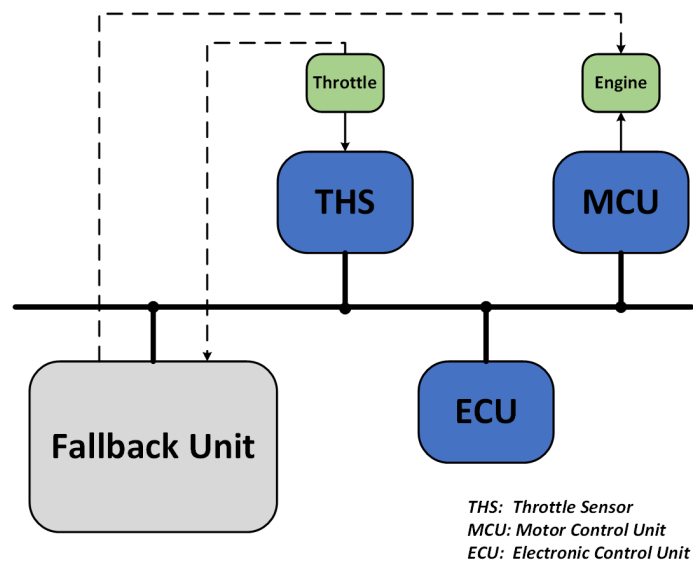 Throttle
Engine
THS
MCU
Fallback Unit
ECU
THS: Throttle Sensor
MCU: Motor Control Unit
ECU: Electronic Control Unit